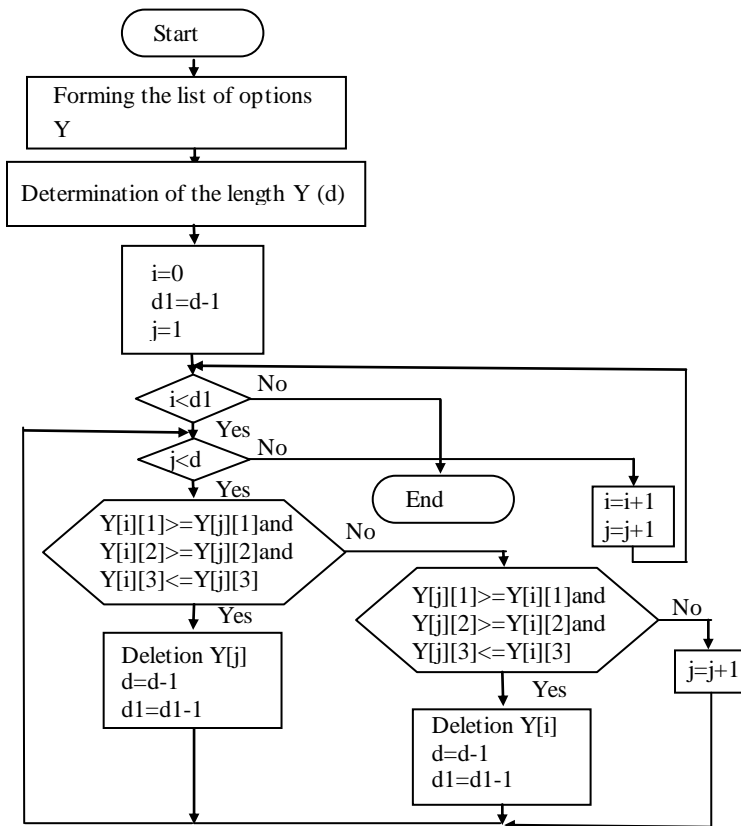 Start
Forming the list of options
Y
Determination of the length Y (d)
i=0
d1=d-1
j=1
i<d1
No
Yes
j<d
No
Yes
End
i=i+1
j=j+1
Y[i][1]>=Y[j][1]and
Y[i][2]>=Y[j][2]and
Y[i][3]<=Y[j][3]
No
Yes
Y[j][1]>=Y[i][1]and
Y[j][2]>=Y[i][2]and
Y[j][3]<=Y[i][3]
No
Yes
j=j+1
Deletion Y[j]
d=d-1
d1=d1-1
Deletion Y[i]
d=d-1
d1=d1-1